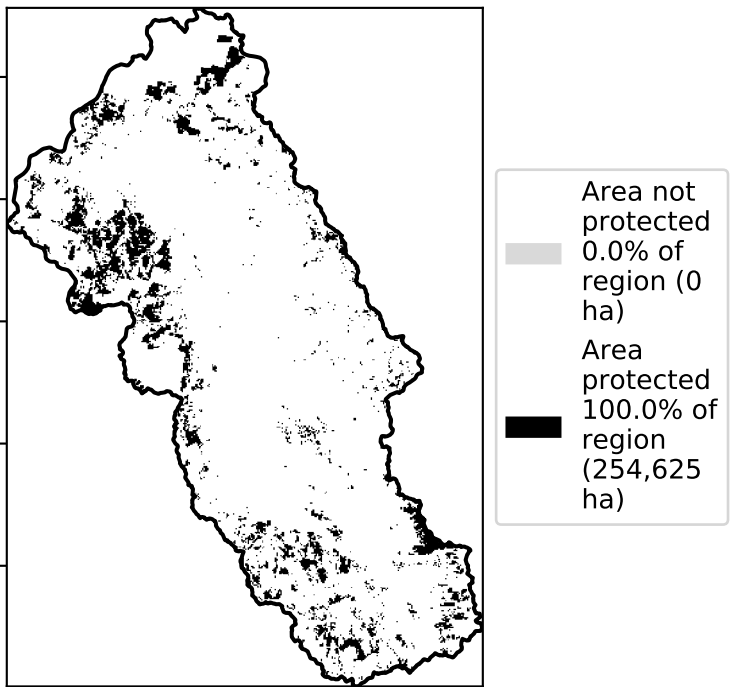 Area not
protected
0.0% of
region (0
ha)
Area
protected
100.0% of
region
(254,625
ha)